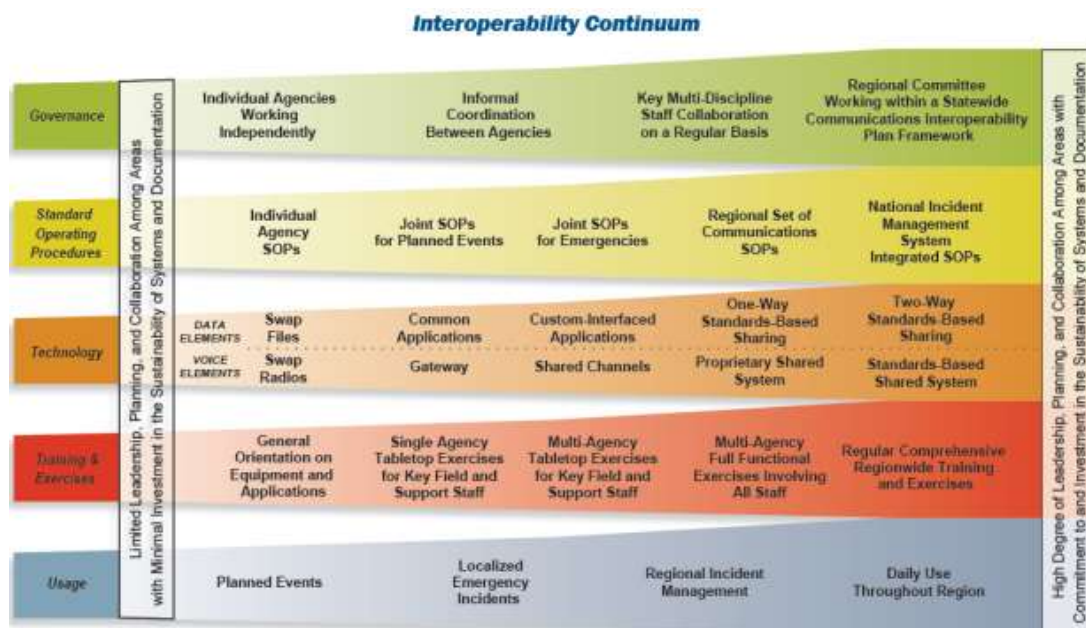 Interoperability Continuum
Limited Leadership, Planning, and Collaboration Among Areas
with Minimal Investment in the Sustainability of Systems and Documentation
High Degree of Leadership, Planning, and Collaboration Among Areas with
Commitment to and Investment in the Sustainability of Systems and Documentation
Governance
Individual Agencies
Working
Independently
Informal
Coordination
Between Agencies
Key Multi-Discipline
Staff Collaboration
on a Regular Basis
Regional Committee
Working within a Statewide
Communications Interoperability
Plan Framework
Standard
Operating
Procedures
Individual
Agency
SOPs
Joint SOPs
for Planned Events
Joint SOPs
for Emergencies
Regional Set of
Communications
SOPs
National Incident
Management
System
Integrated SOPs
Technology
DATA
ELEMENTS
Swap
Files
Common
Applications
Custom-Interfaced
Applications
One-Way
Standards-Based
Sharing
Two-Way
Standards-Based
Sharing
VOICE
ELEMENTS
Swap
Radios
Gateway
Shared Channels
Proprietary Shared
System
Standards-Based
Shared System
Training &
Exercises
General
Orientation on
Equipment and
Applications
Single Agency
Tabletop Exercises
for Key Field and
Support Staff
Multi-Agency
Tabletop Exercises
for Key Field and
Support Staff
Multi-Agency
Full Functional
Exercises Involving
All Staff
Regular Comprehensive
Regionwide Training
and Exercises
Usage
Planned Events
Localized
Emergency
Incidents
Regional Incident
Management
Daily Use
Throughout Region